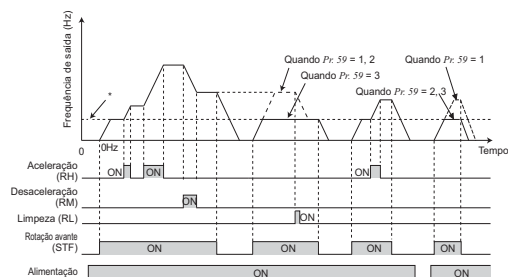 Frequência de saída (Hz)
Quando Pr. 59 = 1, 2
Quando Pr. 59 = 3
Quando Pr. 59 = 1
Quando Pr. 59 = 2, 3
*
0
0Hz
Tempo
Aceleração
(RH)
ON
ON
ON
Desaceleração
(RM)
ON
Limpeza (RL)
ON
Rotação avante
(STF)
ON
ON
ON
ON
Alimentação
ON
ON